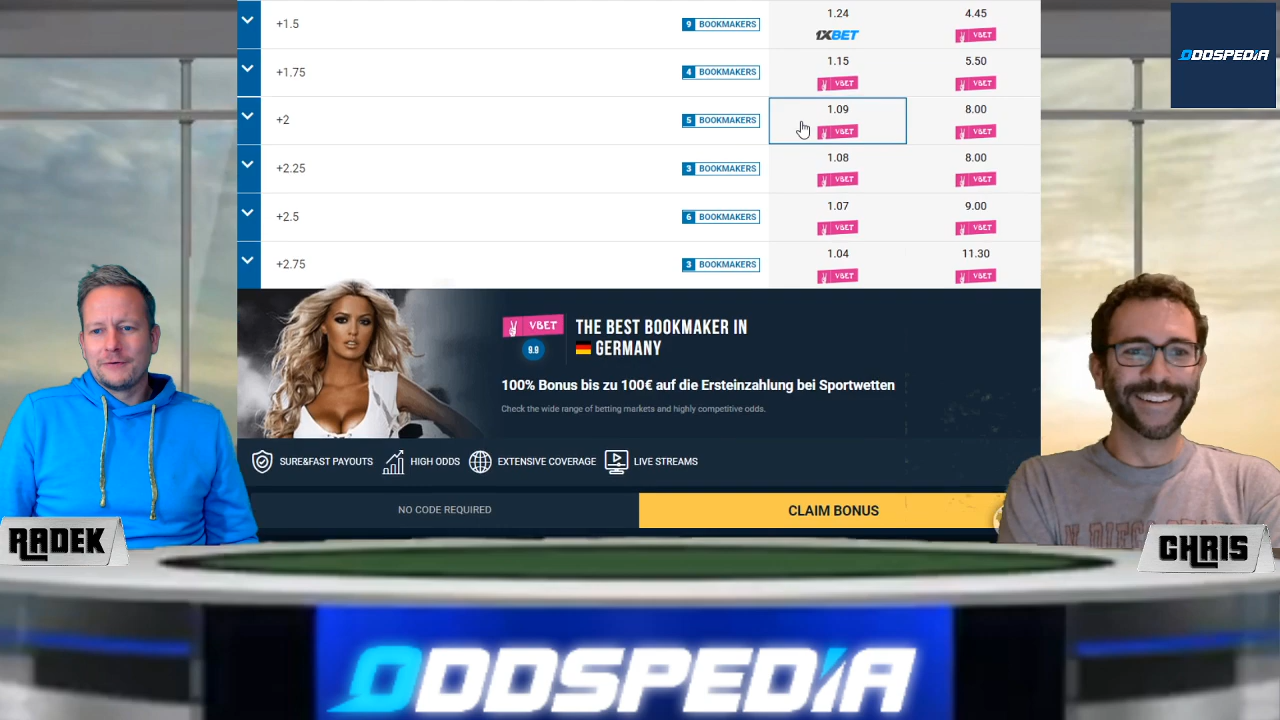 1.24 4.45
+1.5 9 BOOKMAKERS
1XBET VBET
ODDSPEDIA
1.15 5.50
+1.75 4 BOOKMAKERS
VBET VBET
1.09 8.00
+2 5 BOOKMAKERS
VBET VBET
1.08 8.00
+2.25 3 BOOKMAKERS
VBET VBET
1.07 9.00
+2.5 6 BOOKMAKERS
VBET VBET
1.04 11.30
+2.75 3 BOOKMAKERS
VBET VBET
VBET THE BEST BOOKMAKER IN
9.9 GERMANY
100% Bonus bis zu 100€ auf die Ersteinzahlung bei Sportwetten
Check the wide range of betting markets and highly competitive odds.
SURE&FAST PAYOUTS HIGH ODDS EXTENSIVE COVERAGE LIVE STREAMS
NO CODE REQUIRED CLAIM BONUS
RADEK
CHRIS
ODDSPEDIA